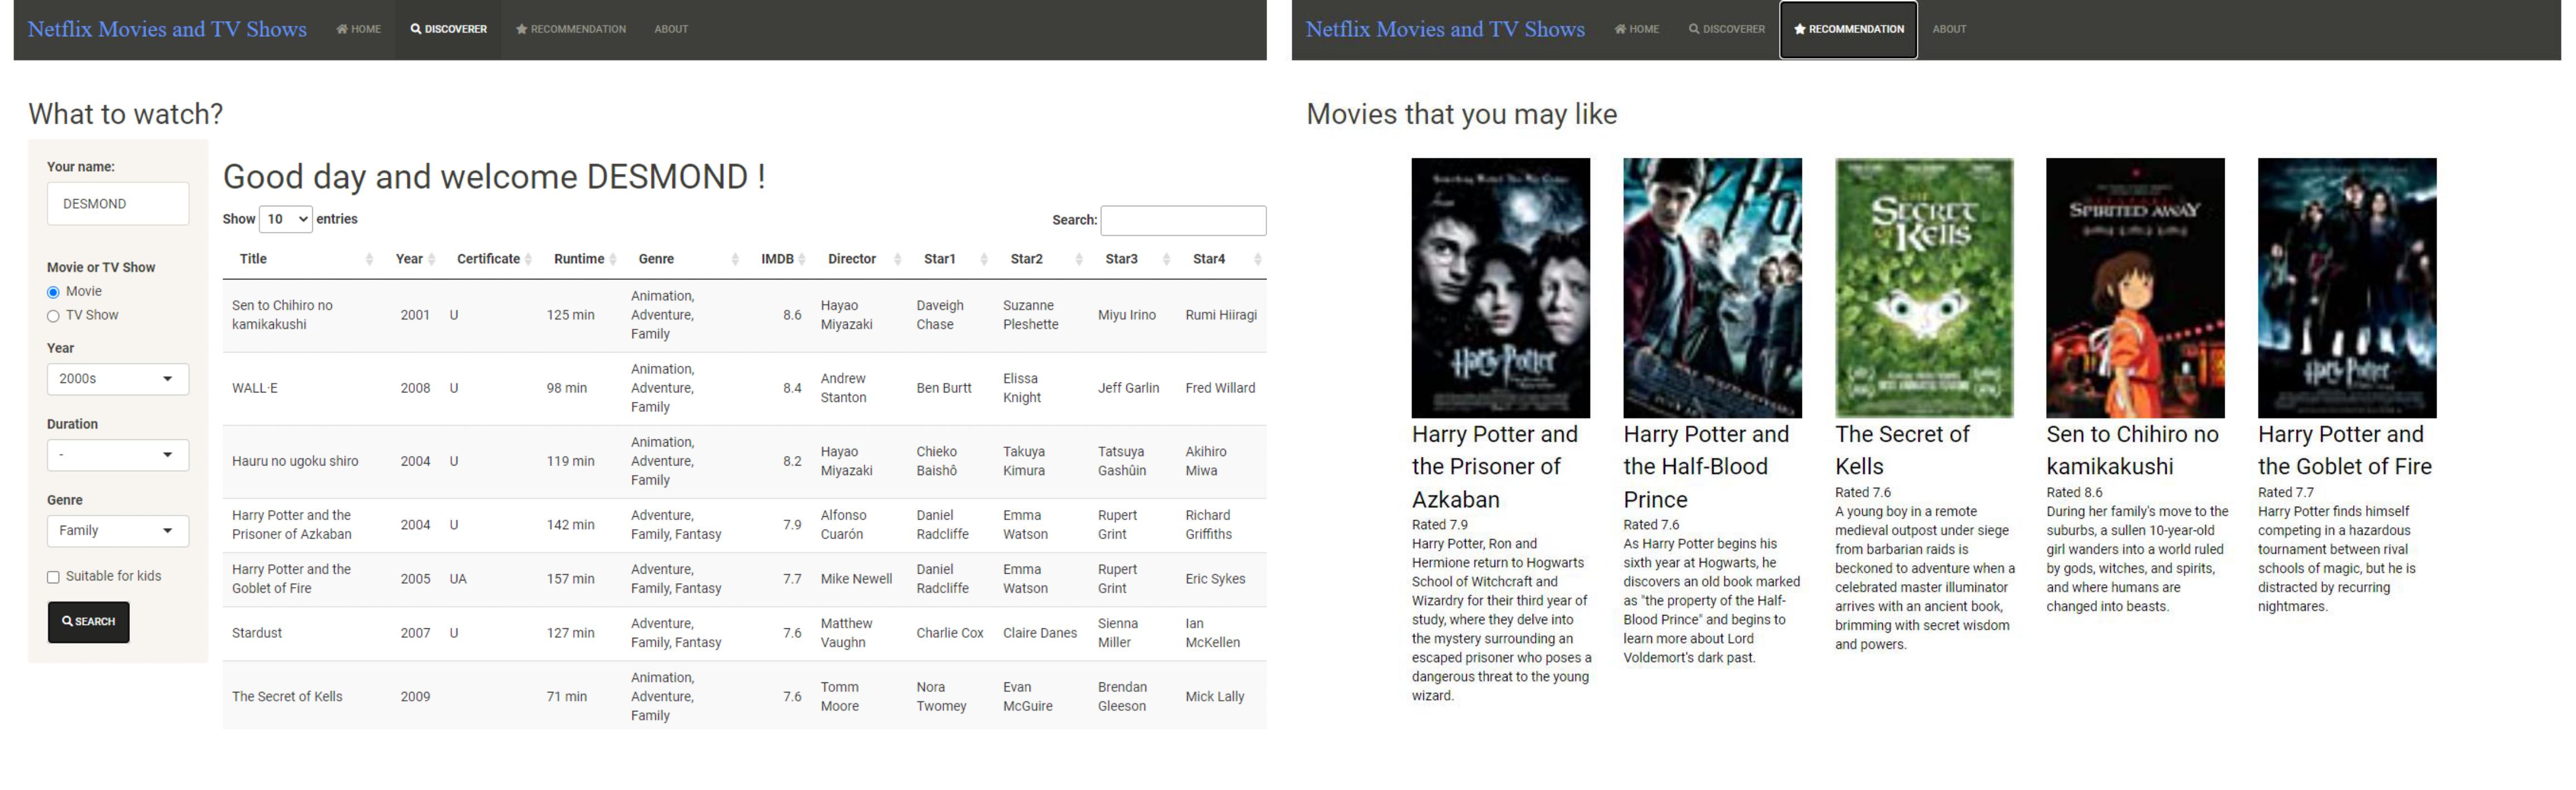 Netflix Movies and TV Shows HOME DISCOVERER RECOMMENDATION ABOUT
What to watch?
Your name:
DESMOND
Movie or TV Show
Movie
TV Show
Year
2000s
Duration
-
Genre
Family
Suitable for kids
SEARCH
Good day and welcome DESMOND !
Show 10 entries
Search:
Title Year Certificate Runtime Genre IMDB Director Star1 Star2 Star3 Star4
Sen to Chihiro no kamikakushi 2001 U 125 min Animation, Adventure, Family 8.6 Hayao Miyazaki Daveigh Chase Suzanne Pleshette Miyu Irino Rumi Hiiragi
WALL·E 2008 U 98 min Animation, Adventure, Family 8.4 Andrew Stanton Ben Burtt Elissa Knight Jeff Garlin Fred Willard
Hauru no ugoku shiro 2004 U 119 min Animation, Adventure, Family 8.2 Hayao Miyazaki Chieko Baishô Takuya Kimura Tatsuya Gashûin Akihiro Miwa
Harry Potter and the Prisoner of Azkaban 2004 U 142 min Adventure, Family, Fantasy 7.9 Alfonso Cuarón Daniel Radcliffe Emma Watson Rupert Grint Richard Griffiths
Harry Potter and the Goblet of Fire 2005 UA 157 min Adventure, Family, Fantasy 7.7 Mike Newell Daniel Radcliffe Emma Watson Rupert Grint Eric Sykes
Stardust 2007 U 127 min Adventure, Family, Fantasy 7.6 Matthew Vaughn Charlie Cox Claire Danes Sienna Miller Ian McKellen
The Secret of Kells 2009 71 min Animation, Adventure, Family 7.6 Tomm Moore Nora Twomey Evan McGuire Brendan Gleeson Mick Lally
Netflix Movies and TV Shows HOME DISCOVERER RECOMMENDATION ABOUT
Movies that you may like
Harry Potter
Harry Potter and
the Prisoner of
Azkaban
Rated 7.9
Harry Potter, Ron and
Hermione return to Hogwarts
School of Witchcraft and
Wizardry for their third year of
study, where they delve into
the mystery surrounding an
escaped prisoner who poses a
dangerous threat to the young
wizard.
Harry Potter and
the Half-Blood
Prince
Rated 7.6
As Harry Potter begins his
sixth year at Hogwarts, he
discovers an old book marked
as "the property of the Half-
Blood Prince" and begins to
learn more about Lord
Voldemort's dark past.
SECRET
KELLS
The Secret of
Kells
Rated 7.6
A young boy in a remote
medieval outpost under siege
from barbarian raids is
beckoned to adventure when a
celebrated master illuminator
arrives with an ancient book,
brimming with secret wisdom
and powers.
SPIRITED AWAY
Sen to Chihiro no
kamikakushi
Rated 8.6
During her family's move to the
suburbs, a sullen 10-year-old
girl wanders into a world ruled
by gods, witches, and spirits,
and where humans are
changed into beasts.
Harry Potter
Harry Potter and
the Goblet of Fire
Rated 7.7
Harry Potter finds himself
competing in a hazardous
tournament between rival
schools of magic, but he is
distracted by recurring
nightmares.